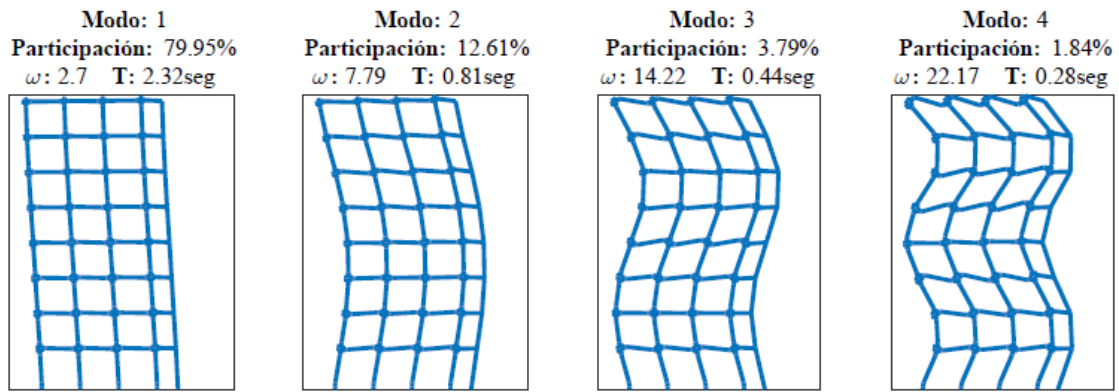 Modo: 1
Participación: 79.95%
ω: 2.7 T: 2.32seg
Modo: 2
Participación: 12.61%
ω: 7.79 T: 0.81seg
Modo: 3
Participación: 3.79%
ω: 14.22 T: 0.44seg
Modo: 4
Participación: 1.84%
ω: 22.17 T: 0.28seg